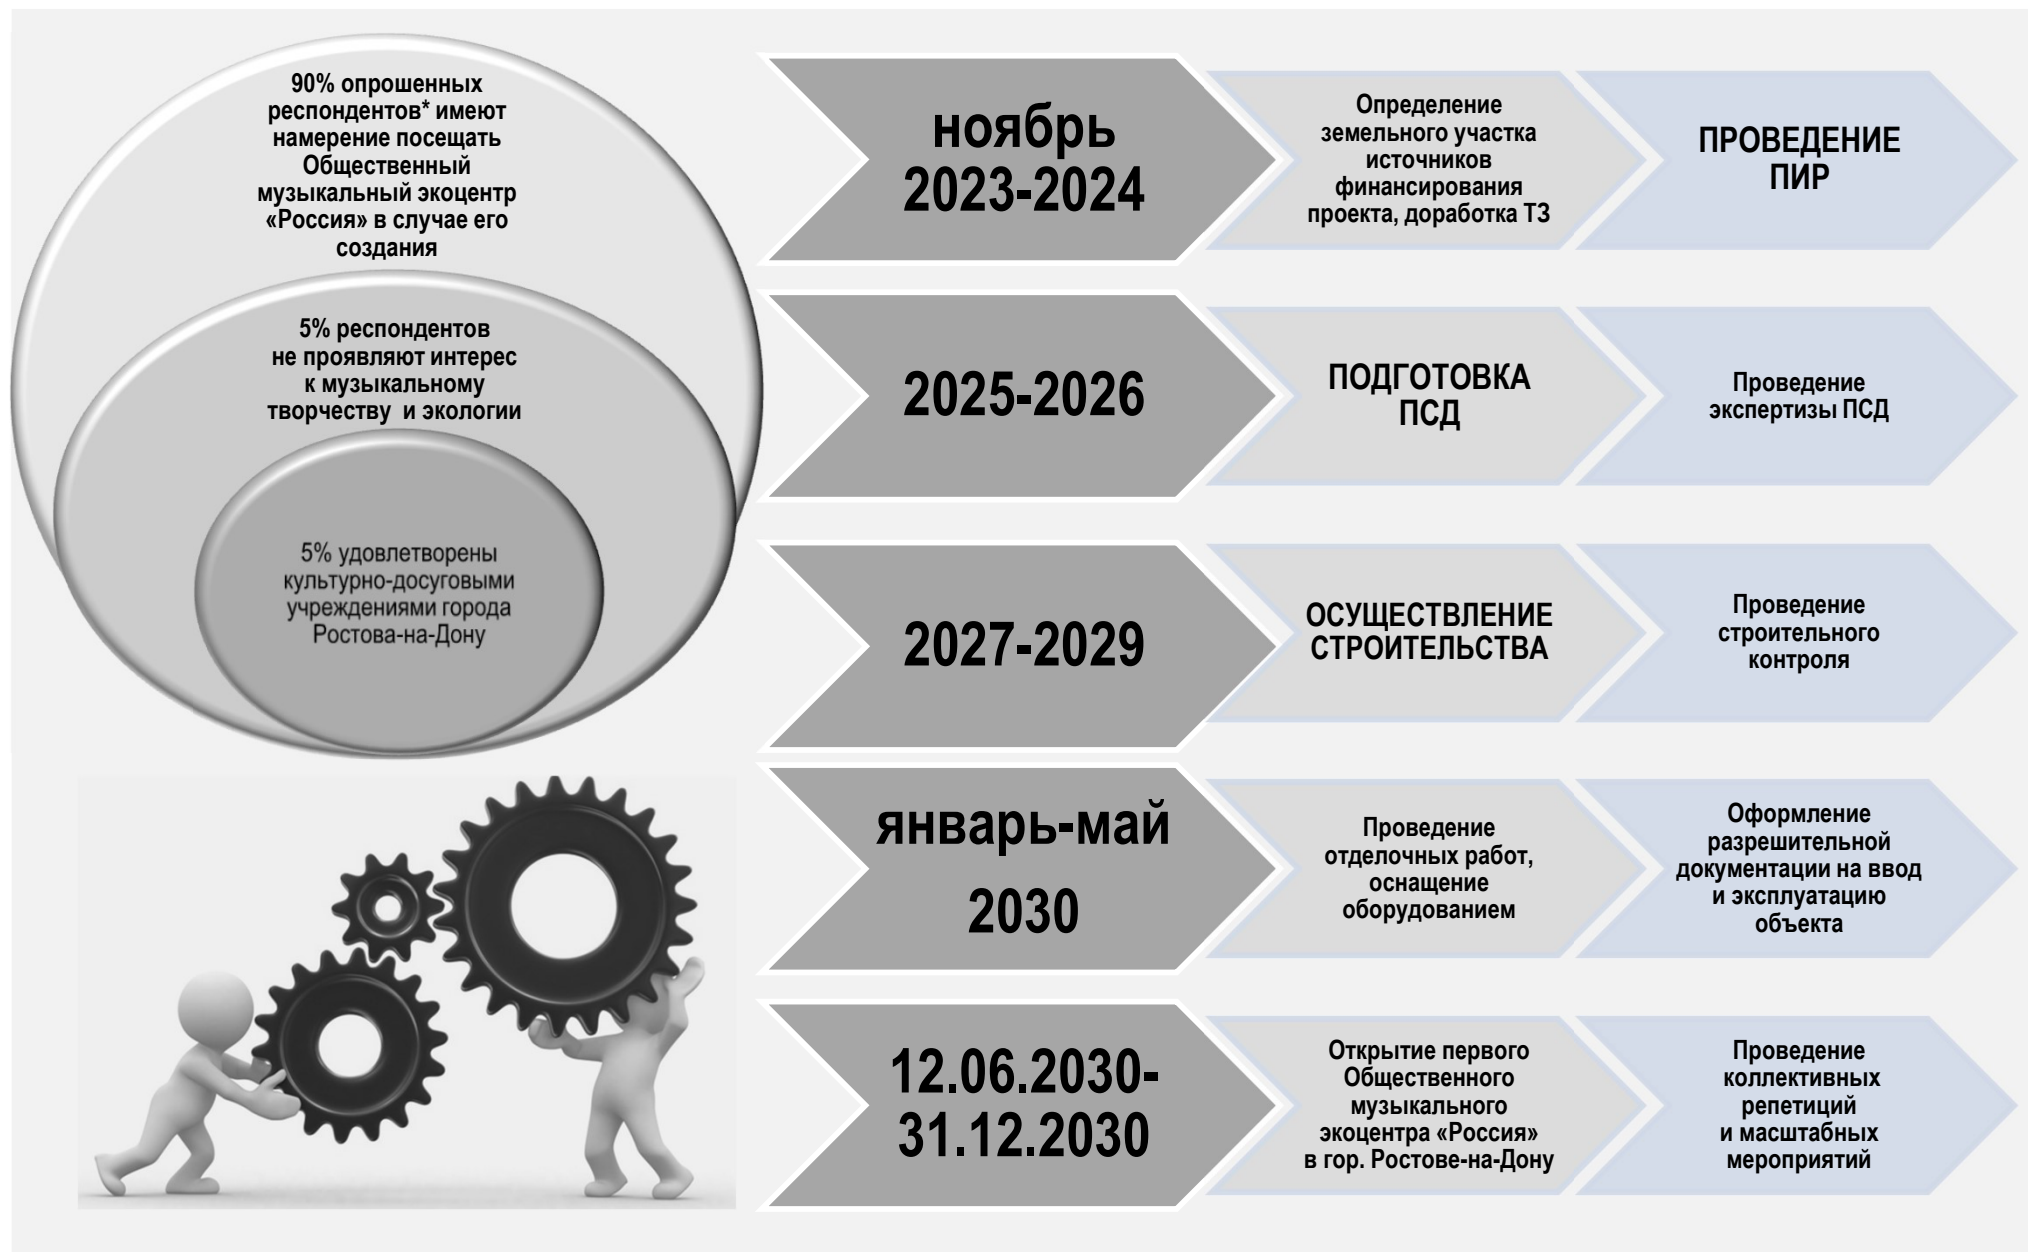 90% опрошенных
респондентов* имеют
намерение посещать
Общественный
музыкальный экоцентр
«Россия» в случае его
создания
5% респондентов
не проявляют интерес
к музыкальному
творчеству и экологии
5% удовлетворены
культурно-досуговыми
учреждениями города
Ростова-на-Дону
ноябрь
2023-2024
Определение
земельного участка
источников
финансирования
проекта, доработка ТЗ
ПРОВЕДЕНИЕ
ПИР
2025-2026
ПОДГОТОВКА
ПСД
Проведение
экспертизы ПСД
2027-2029
ОСУЩЕСТВЛЕНИЕ
СТРОИТЕЛЬСТВА
Проведение
строительного
контроля
январь-май
2030
Проведение
отделочных работ,
оснащение
оборудованием
Оформление
разрешительной
документации на ввод
и эксплуатацию
объекта
12.06.2030-
31.12.2030
Открытие первого
Общественного
музыкального
экоцентра «Россия»
в гор. Ростове-на-Дону
Проведение
коллективных
репетиций
и масштабных
мероприятий